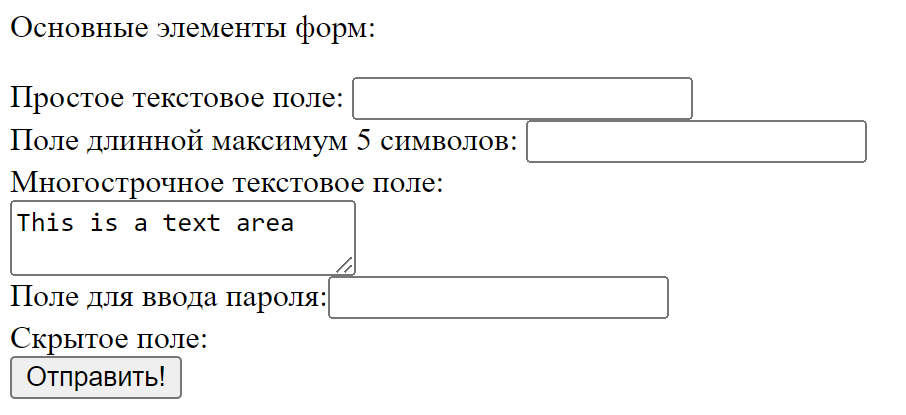 Основные элементы форм:
Простое текстовое поле:
Поле длинной максимум 5 символов:
Многострочное текстовое поле:
This is a text area
Поле для ввода пароля:
Скрытое поле:
Отправить!